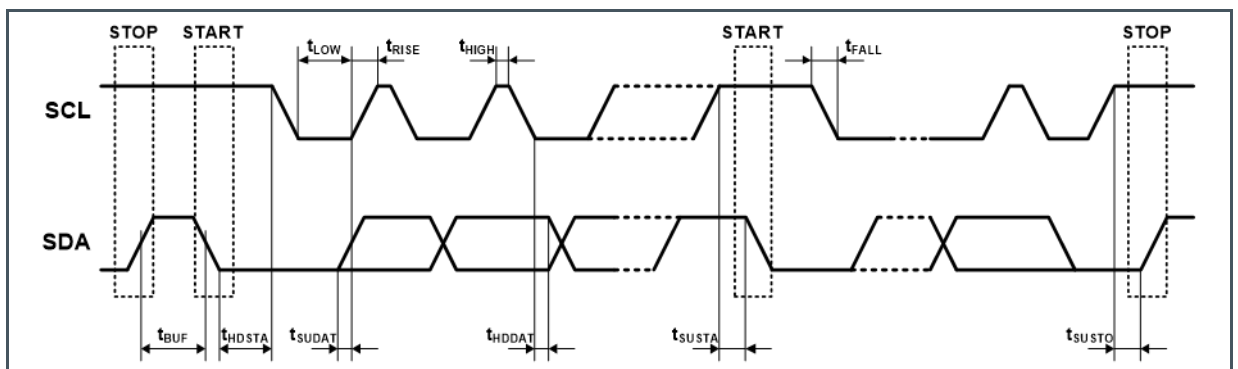 STOP START START STOP
tLOW tRISE tHIGH tFALL
SCL
SDA
tBUF tHDSTA tSUDAT tHDDAT tSUSTA tSUSTO